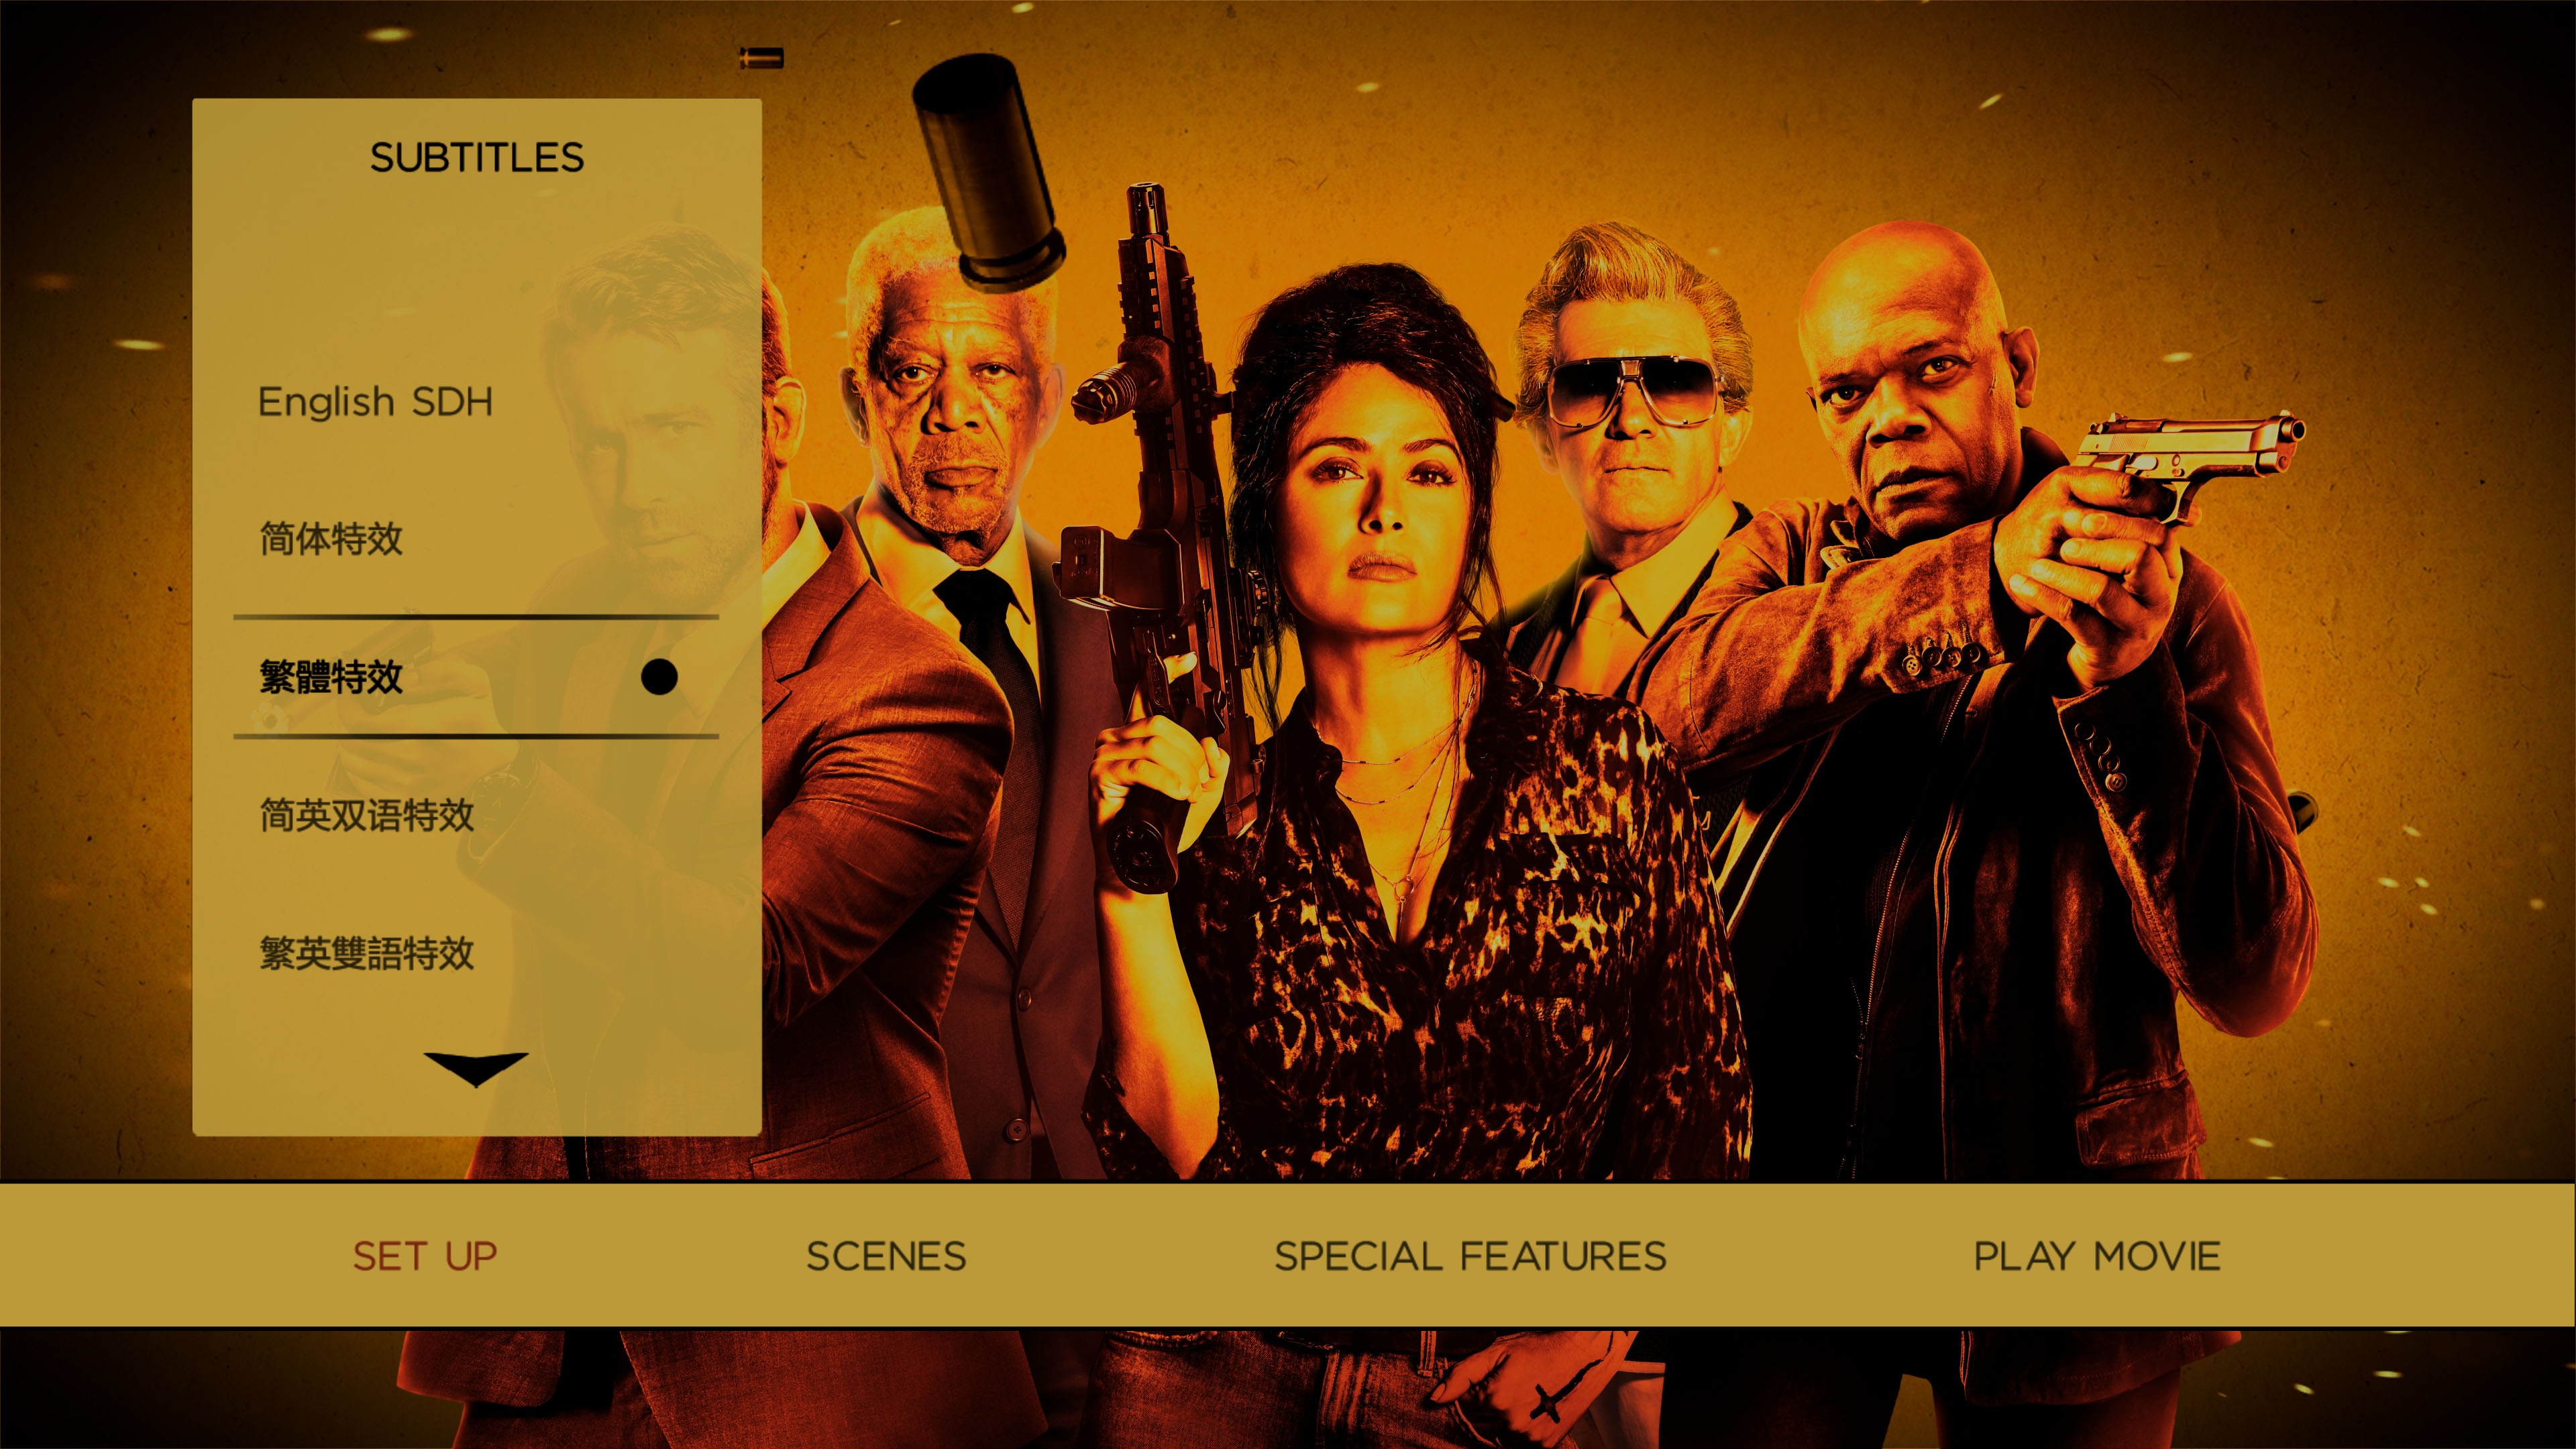 SUBTITLES
English SDH
简体特效
繁體特效
简英双语特效
繁英雙語特效
SET UP
SCENES
SPECIAL FEATURES
PLAY MOVIE